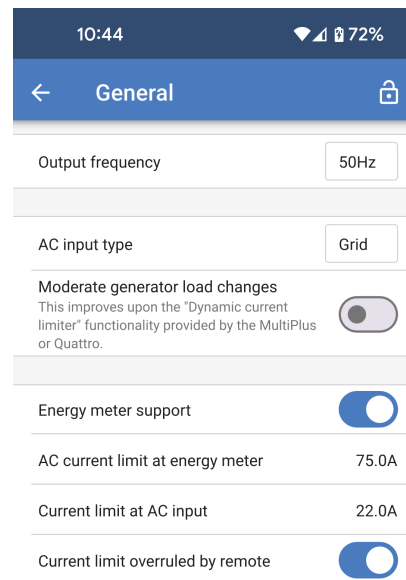 10:44
72%
General
Output frequency
50Hz
AC input type
Grid
Moderate generator load changes
This improves upon the "Dynamic current
limiter" functionality provided by the MultiPlus
or Quattro.
Energy meter support
AC current limit at energy meter
75.0A
Current limit at AC input
22.0A
Current limit overruled by remote